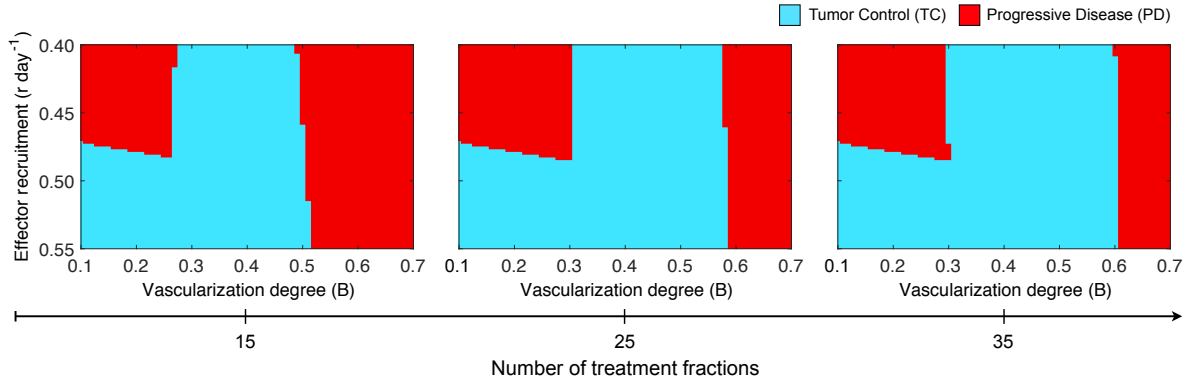 Tumor Control (TC) Progressive Disease (PD)
Effector recruitment (r day-1)
0.40
0.45
0.50
0.55
0.1 0.2 0.3 0.4 0.5 0.6 0.7
Vascularization degree (B)
0.1 0.2 0.3 0.4 0.5 0.6 0.7
Vascularization degree (B)
0.1 0.2 0.3 0.4 0.5 0.6 0.7
Vascularization degree (B)
15 25 35
Number of treatment fractions